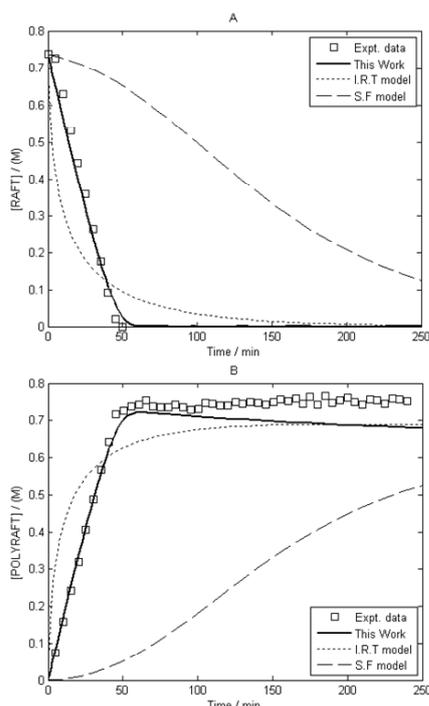 A
0.8
0.7
0.6
0.5
0.4
0.3
0.2
0.1
0
[RAFT] / (M)
Expt. data
This Work
I.R.T model
S.F model
0
50
100
150
200
250
Time / min
B
0.8
0.7
0.6
0.5
0.4
0.3
0.2
0.1
0
[POLYRAFT] / (M)
Expt. data
This Work
I.R.T model
S.F model
0
50
100
150
200
250
Time / min